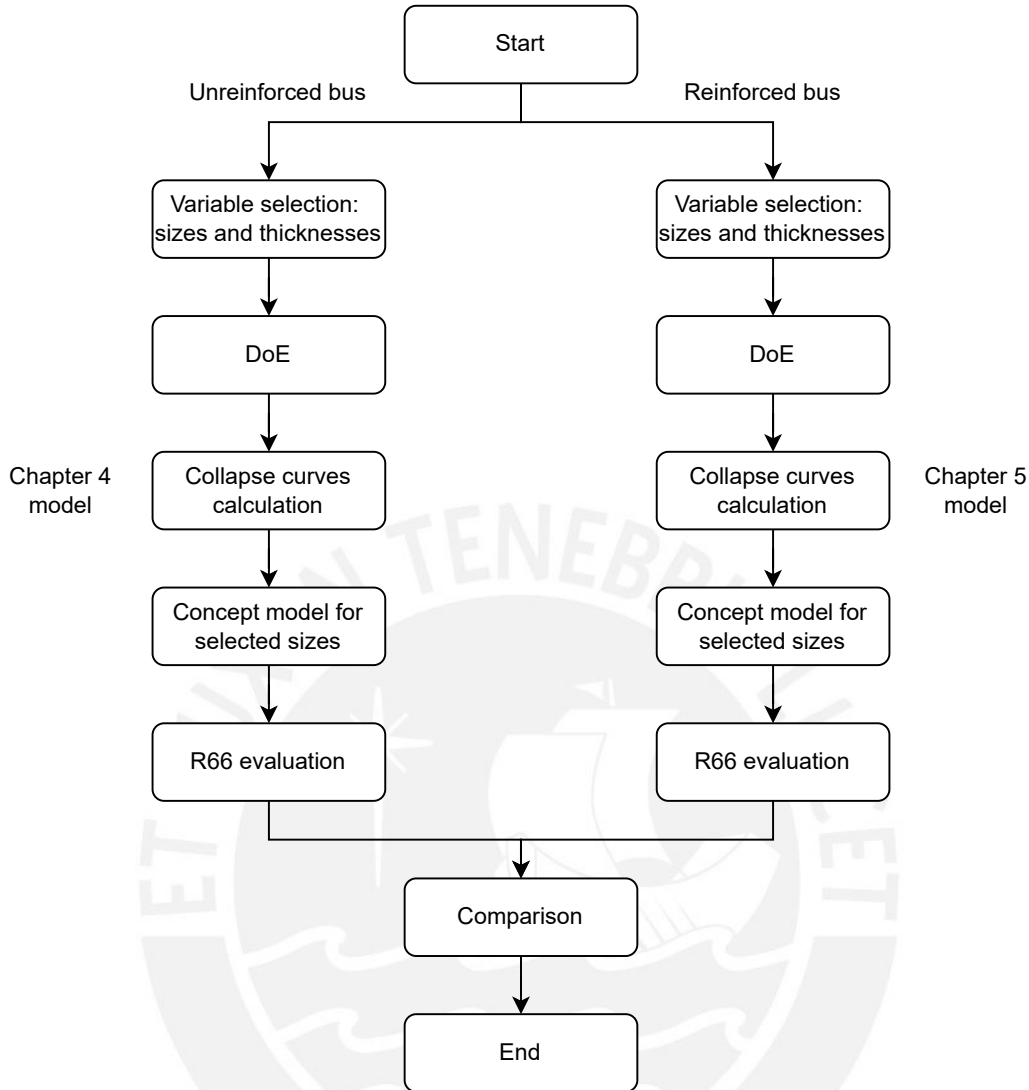 Start
Unreinforced bus
Reinforced bus
Variable selection:
sizes and thicknesses
Variable selection:
sizes and thicknesses
DoE
DoE
Chapter 4
model
Collapse curves
calculation
Collapse curves
calculation
Chapter 5
model
Concept model for
selected sizes
Concept model for
selected sizes
R66 evaluation
R66 evaluation
Comparison
End
ET
TENEBR